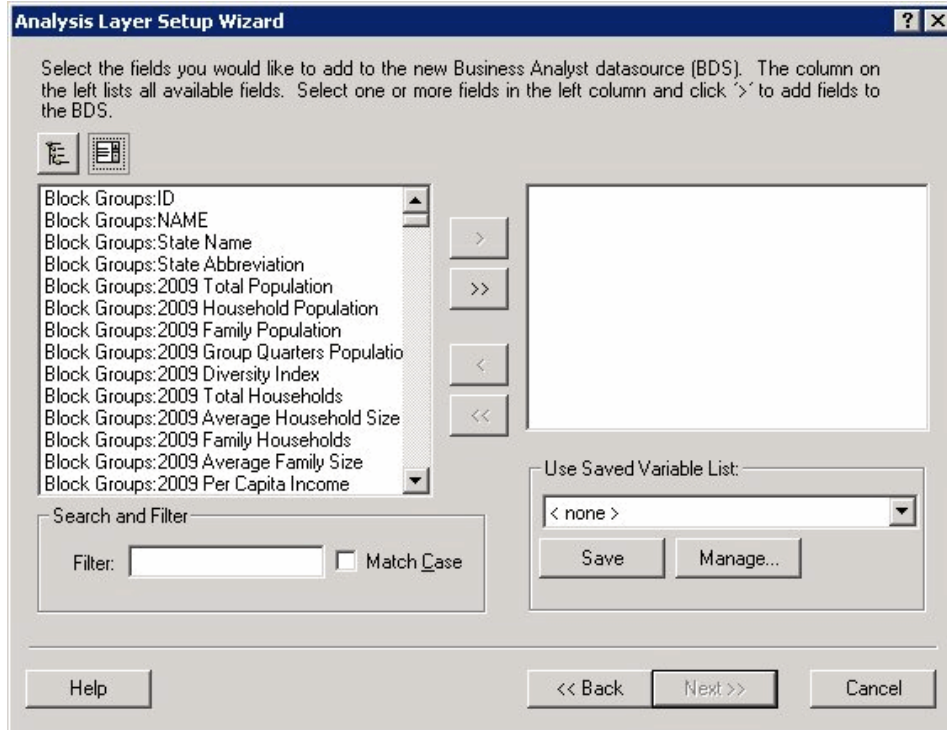 Analysis Layer Setup Wizard
Select the fields you would like to add to the new Business Analyst datasource (BDS). The column on
the left lists all available fields. Select one or more fields in the left column and click ´>´ to add fields to
the BDS.
Block Groups:ID
Block Groups:NAME
Block Groups:State Name
Block Groups:State Abbreviation
Block Groups:2009 Total Population
Block Groups:2009 Household Population
Block Groups:2009 Family Population
Block Groups:2009 Group Quarters Populatio
Block Groups:2009 Diversity Index
Block Groups:2009 Total Households
Block Groups:2009 Average Household Size
Block Groups:2009 Family Households
Block Groups:2009 Average Family Size
Block Groups:2009 Per Capita Income
>
>>
<
<<
Search and Filter
Filter:
Match Case
Use Saved Variable List:
< none >
Save
Manage...
Help
<< Back
Next >>
Cancel